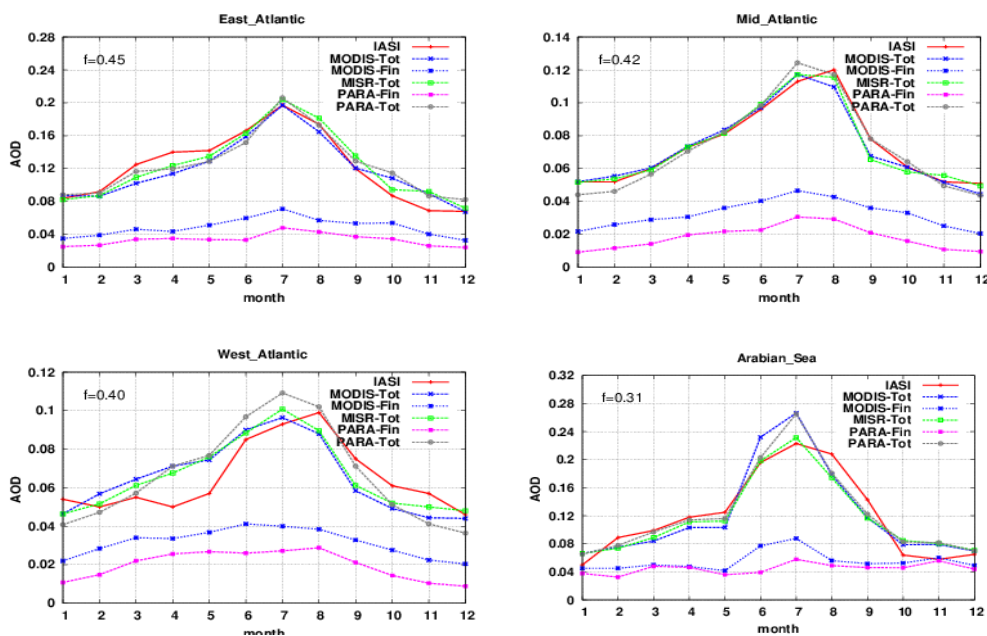 East_Atlantic
f=0.45
IASI
MODIS-Tot
MODIS-Fin
MISR-Tot
PARA-Fin
PARA-Tot
AOD
0.28
0.24
0.2
0.16
0.12
0.08
0.04
0
1 2 3 4 5 6 7 8 9 10 11 12
month
Mid_Atlantic
f=0.42
IASI
MODIS-Tot
MODIS-Fin
MISR-Tot
PARA-Fin
PARA-Tot
AOD
0.14
0.12
0.1
0.08
0.06
0.04
0.02
0
1 2 3 4 5 6 7 8 9 10 11 12
month
West_Atlantic
f=0.40
IASI
MODIS-Tot
MODIS-Fin
MISR-Tot
PARA-Fin
PARA-Tot
AOD
0.12
0.1
0.08
0.06
0.04
0.02
0
1 2 3 4 5 6 7 8 9 10 11 12
month
Arabian_Sea
f=0.31
IASI
MODIS-Tot
MODIS-Fin
MISR-Tot
PARA-Fin
PARA-Tot
AOD
0.32
0.28
0.24
0.2
0.16
0.12
0.08
0.04
0
1 2 3 4 5 6 7 8 9 10 11 12
month